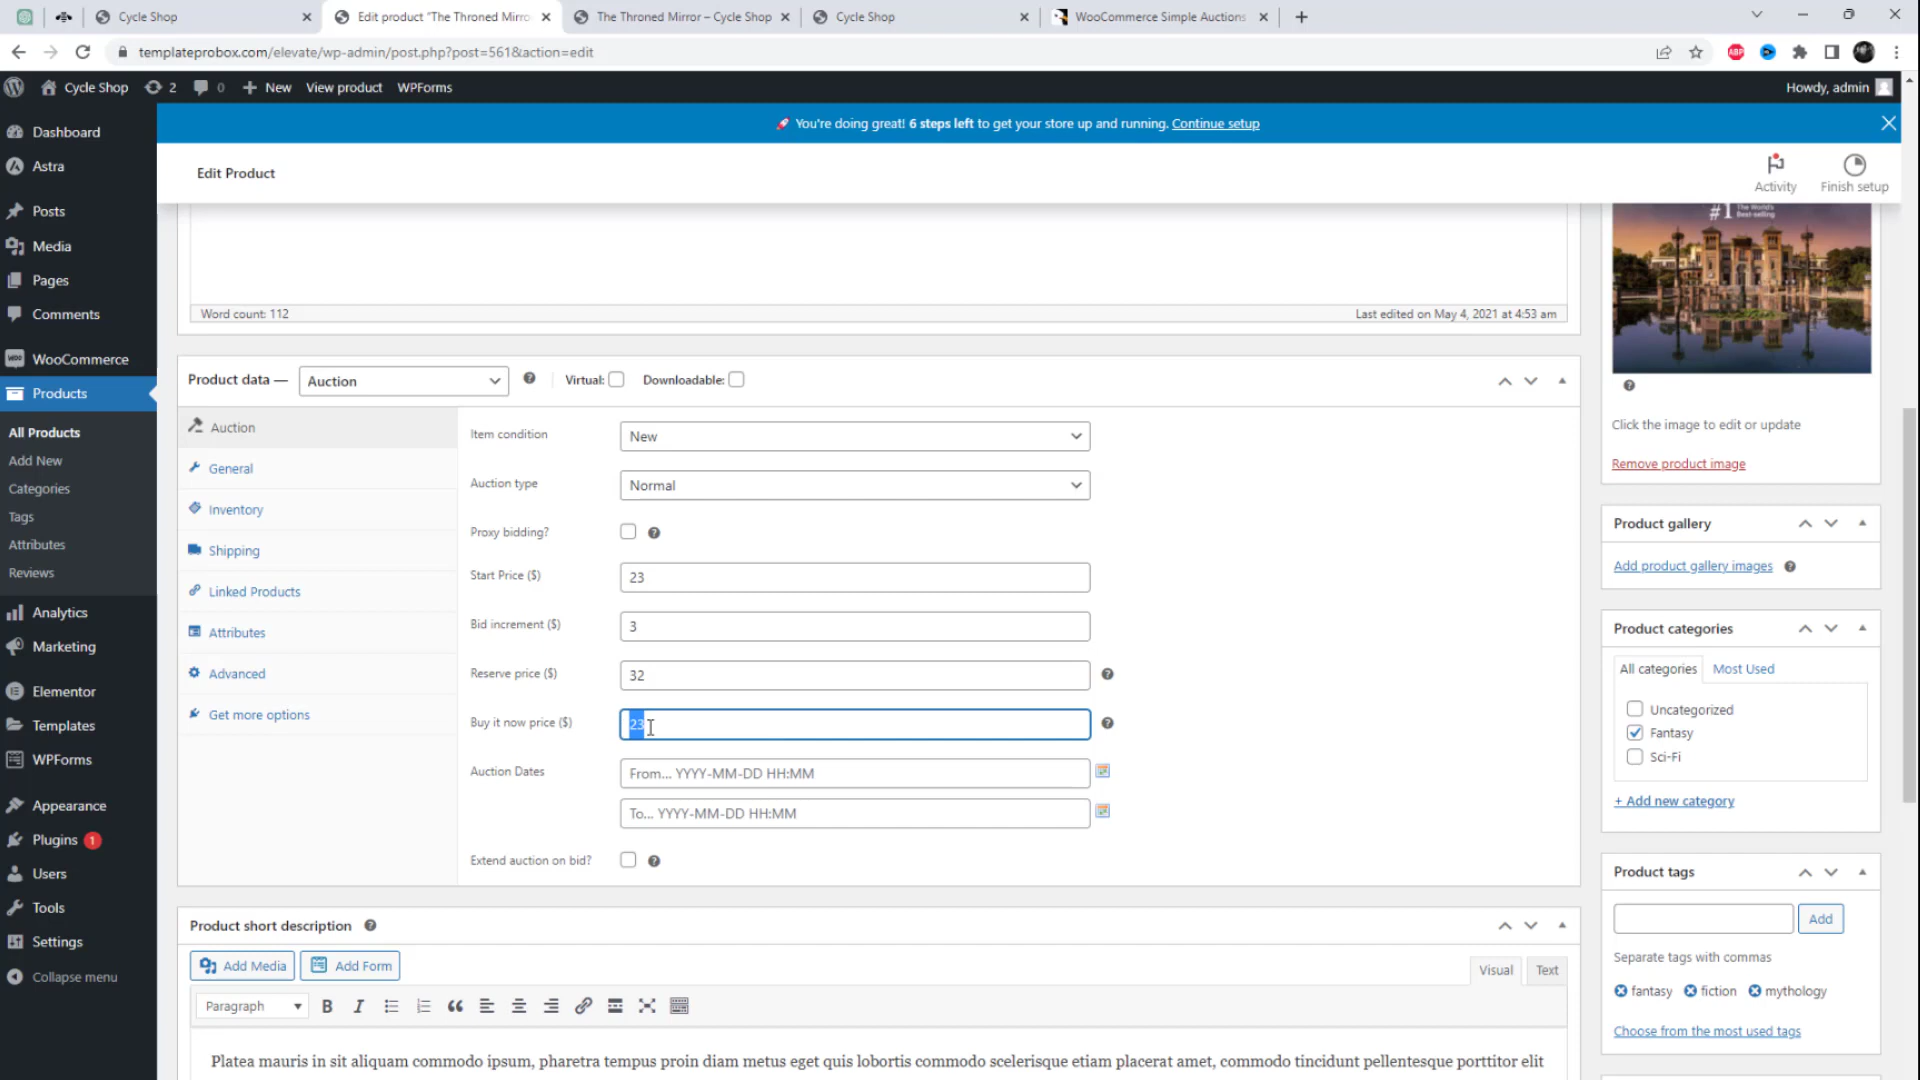 Cycle Shop
Edit product "The Throned Mirro
The Throned Mirror – Cycle Shop
Cycle Shop
WooCommerce Simple Auctions
templateprobox.com/elevate/wp-admin/post.php?post=561&action=edit
ABP
Cycle Shop
2
0
New
View product
WPForms
Howdy, admin
You're doing great! 6 steps left to get your store up and running. Continue setup
Edit Product
Activity
Finish setup
Dashboard
Astra
Posts
Media
Pages
Comments
WooCommerce
Products
All Products
Add New
Categories
Tags
Attributes
Reviews
Analytics
Marketing
Elementor
Templates
WPForms
Appearance
Plugins 1
Users
Tools
Settings
Collapse menu
Word count: 112
Last edited on May 4, 2021 at 4:53 am
Product data —
Auction
Virtual:
Downloadable:
Auction
General
Inventory
Shipping
Linked Products
Attributes
Advanced
Get more options
Item condition
New
Auction type
Normal
Proxy bidding?
Start Price ($)
23
Bid increment ($)
3
Reserve price ($)
32
Buy it now price ($)
23
Auction Dates
From... YYYY-MM-DD HH:MM
To... YYYY-MM-DD HH:MM
Extend auction on bid?
Product short description
Add Media
Add Form
Visual
Text
Paragraph
B
I
Platea mauris in sit aliquam commodo ipsum, pharetra tempus proin diam metus eget quis lobortis commodo scelerisque etiam placerat amet, commodo tincidunt pellentesque porttitor elit
#1 The World's
Best-selling
Click the image to edit or update
Remove product image
Product gallery
Add product gallery images
Product categories
All categories
Most Used
Uncategorized
Fantasy
Sci-Fi
+ Add new category
Product tags
Add
Separate tags with commas
fantasy
fiction
mythology
Choose from the most used tags